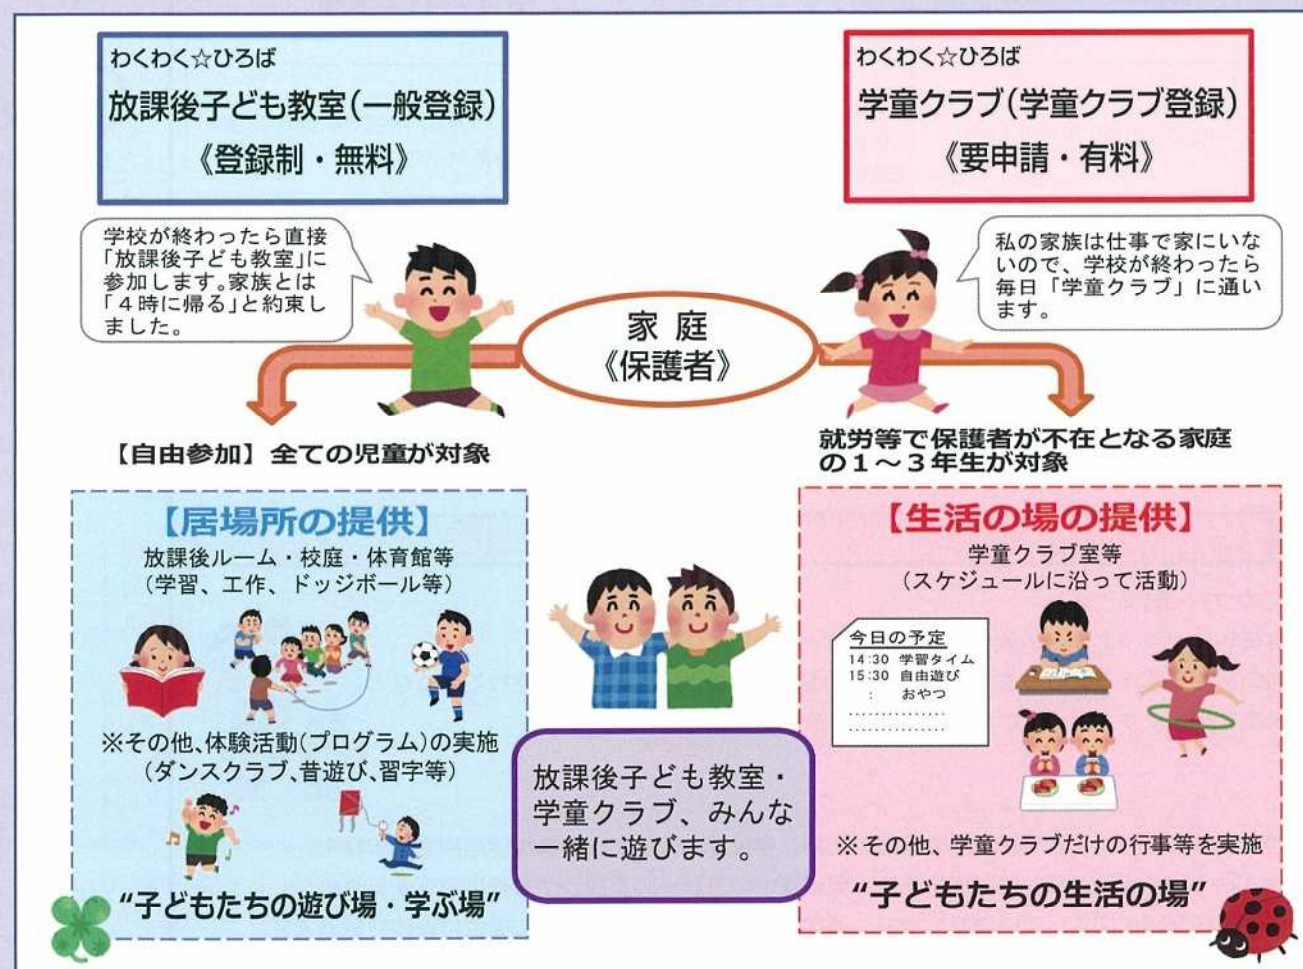 わくわく☆ひろば
放課後子ども教室(一般登録)
《登録制・無料》
わくわく☆ひろば
学童クラブ(学童クラブ登録)
《要申請・有料》
学校が終わったら直接
「放課後子ども教室」に
参加します。家族とは
「４時に帰る」と約束し
ました。
私の家族は仕事で家にいな
いので、学校が終わったら
毎日「学童クラブ」に通い
ます。
家 庭
《保護者》
【自由参加】全ての児童が対象
就労等で保護者が不在となる家庭
の１～３年生が対象
【居場所の提供】
放課後ルーム・校庭・体育館等
(学習、工作、ドッジボール等)
※その他、体験活動(プログラム)の実施
(ダンスクラブ、昔遊び、習字等)
“子どもたちの遊び場・学ぶ場”
放課後子ども教室・
学童クラブ、みんな
一緒に遊びます。
【生活の場の提供】
学童クラブ室等
(スケジュールに沿って活動)
今日の予定
14:30 学習タイム
15:30 自由遊び
: おやつ
...............
...............
※その他、学童クラブだけの行事等を実施
“子どもたちの生活の場”